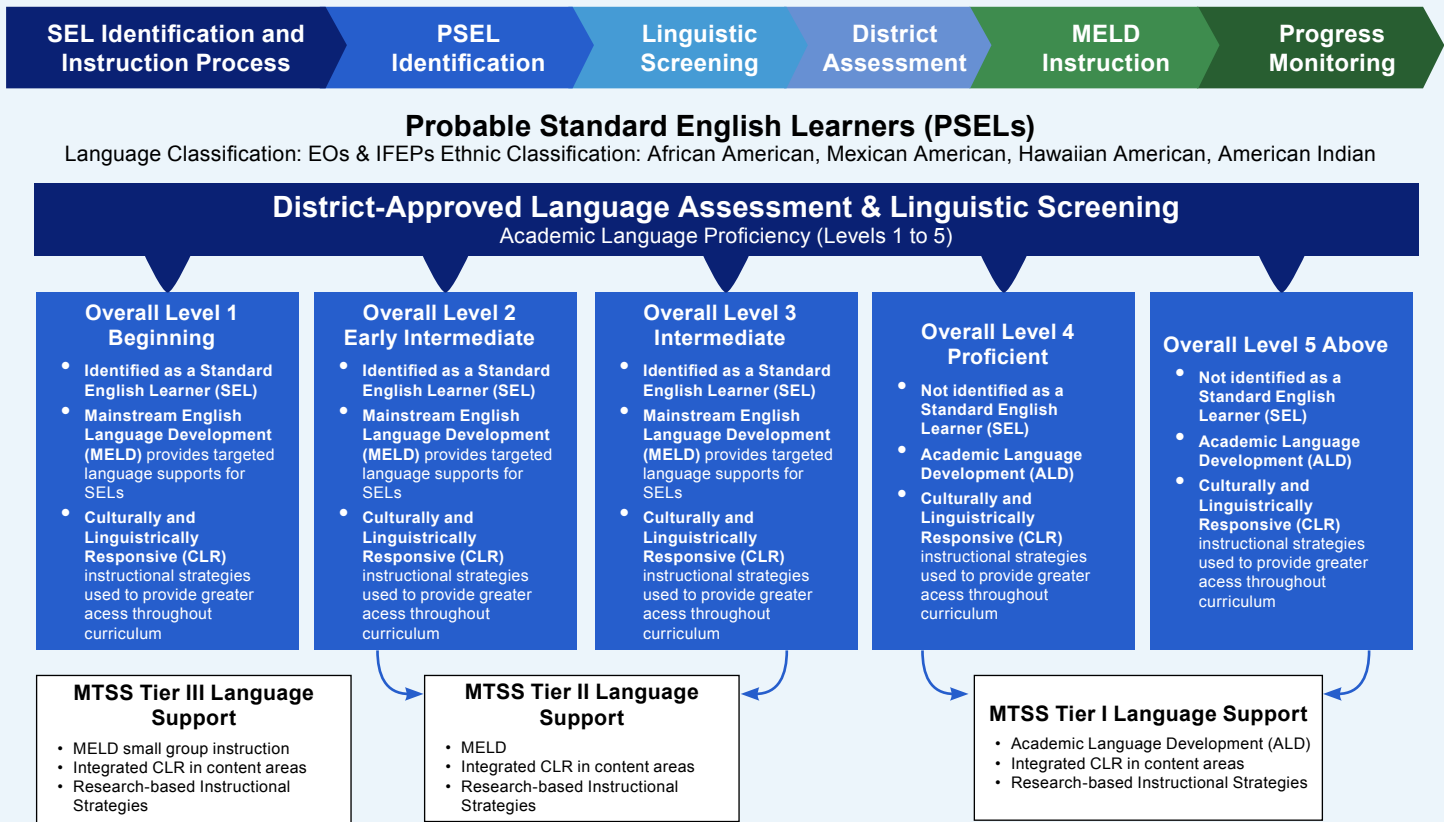 SEL Identification and
Instruction Process
PSEL
Identification
Linguistic
Screening
District
Assessment
MELD
Instruction
Progress
Monitoring
Probable Standard English Learners (PSELs)
Language Classification: EOs & IFEPs Ethnic Classification: African American, Mexican American, Hawaiian American, American Indian
District-Approved Language Assessment & Linguistic Screening
Academic Language Proficiency (Levels 1 to 5)
Overall Level 1
Beginning
• Identified as a Standard
English Learner (SEL)
• Mainstream English
Language Development
(MELD) provides targeted
language supports for
SELs
• Culturally and
Linguistrically
Responsive (CLR)
instructional strategies
used to provide greater
acess throughout
curriculum
Overall Level 2
Early Intermediate
• Identified as a Standard
English Learner (SEL)
• Mainstream English
Language Development
(MELD) provides targeted
language supports for
SELs
• Culturally and
Linguistrically
Responsive (CLR)
instructional strategies
used to provide greater
acess throughout
curriculum
Overall Level 3
Intermediate
• Identified as a Standard
English Learner (SEL)
• Mainstream English
Language Development
(MELD) provides targeted
language supports for
SELs
• Culturally and
Linguistrically
Responsive (CLR)
instructional strategies
used to provide greater
acess throughout
curriculum
Overall Level 4
Proficient
• Not identified as a
Standard English
Learner (SEL)
• Academic Language
Development (ALD)
• Culturally and
Linguistrically
Responsive (CLR)
instructional strategies
used to provide greater
acess throughout
curriculum
Overall Level 5 Above
• Not identified as a
Standard English
Learner (SEL)
• Academic Language
Development (ALD)
• Culturally and
Linguistrically
Responsive (CLR)
instructional strategies
used to provide greater
acess throughout
curriculum
MTSS Tier III Language
Support
• MELD small group instruction
• Integrated CLR in content areas
• Research-based Instructional
Strategies
MTSS Tier II Language
Support
• MELD
• Integrated CLR in content areas
• Research-based Instructional
Strategies
MTSS Tier I Language Support
• Academic Language Development (ALD)
• Integrated CLR in content areas
• Research-based Instructional Strategies